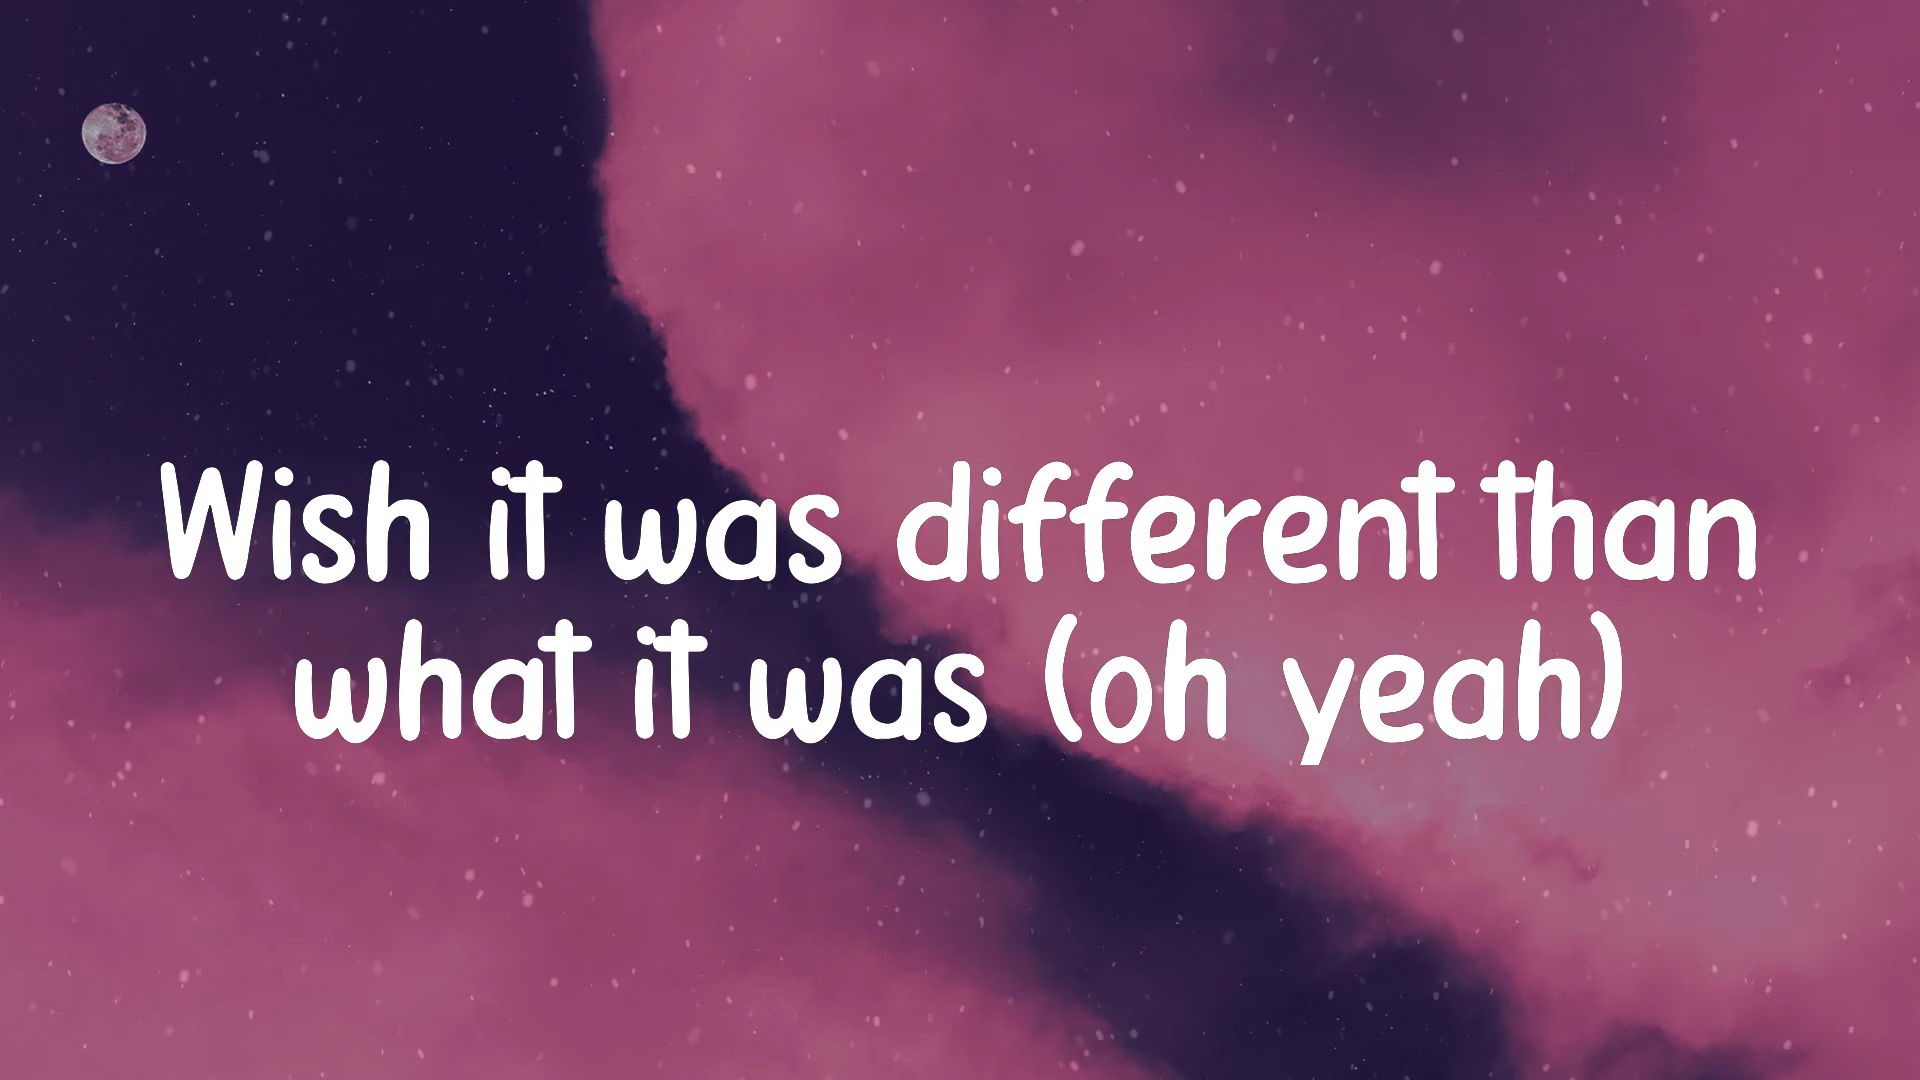 Wish it was different than
what it was (oh yeah)